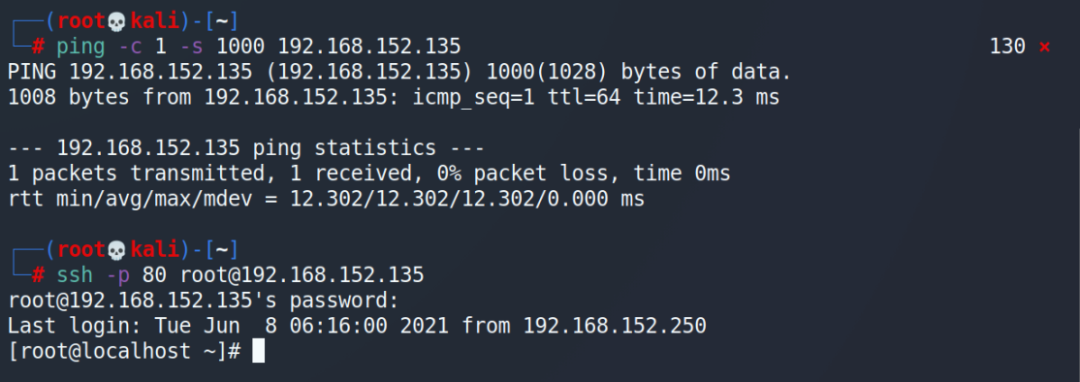 ┌──(root💀kali)-[~]
└─# ping -c 1 -s 1000 192.168.152.135 130 ⨯
PING 192.168.152.135 (192.168.152.135) 1000(1028) bytes of data.
1008 bytes from 192.168.152.135: icmp_seq=1 ttl=64 time=12.3 ms
--- 192.168.152.135 ping statistics ---
1 packets transmitted, 1 received, 0% packet loss, time 0ms
rtt min/avg/max/mdev = 12.302/12.302/12.302/0.000 ms
┌──(root💀kali)-[~]
└─# ssh -p 80 root@192.168.152.135
root@192.168.152.135's password:
Last login: Tue Jun  8 06:16:00 2021 from 192.168.152.250
[root@localhost ~]#